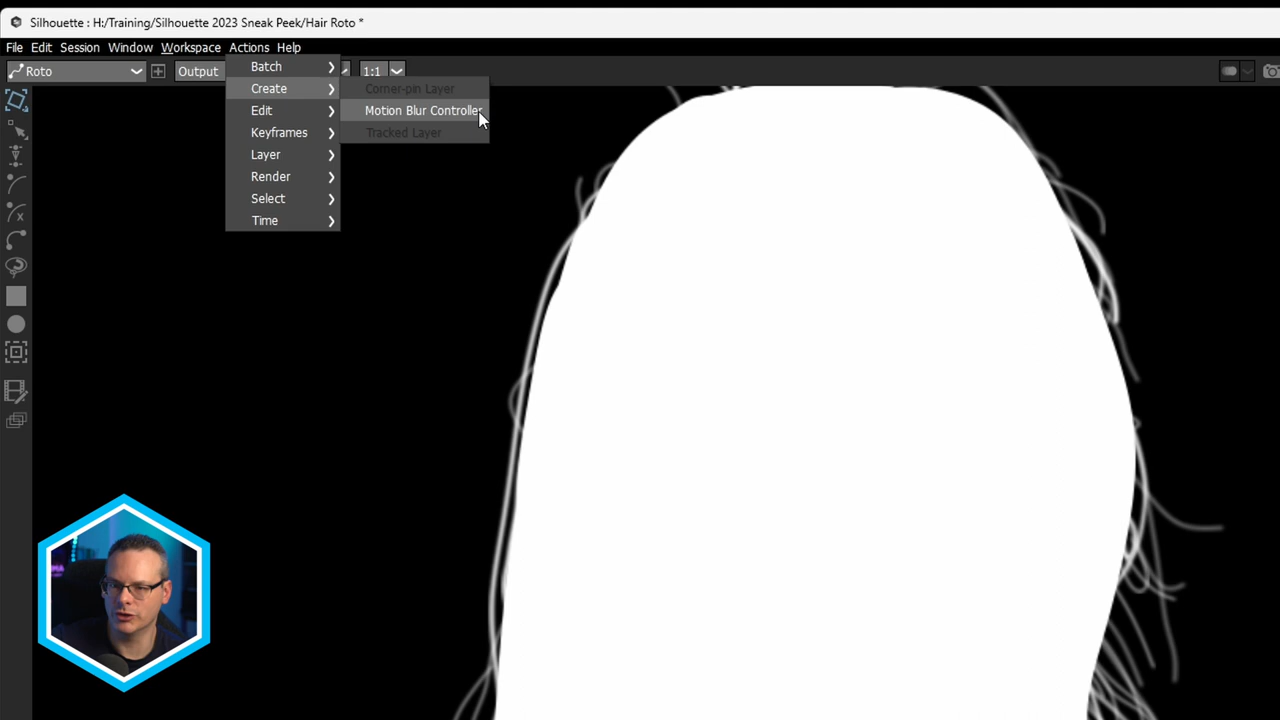 Silhouette : H:/Training/Silhouette 2023 Sneak Peek/Hair Roto *
File Edit Session Window Workspace Actions Help
Roto Output 1:1
Batch
Create
Edit
Keyframes
Layer
Render
Select
Time
Corner-pin Layer
Motion Blur Controller
Tracked Layer